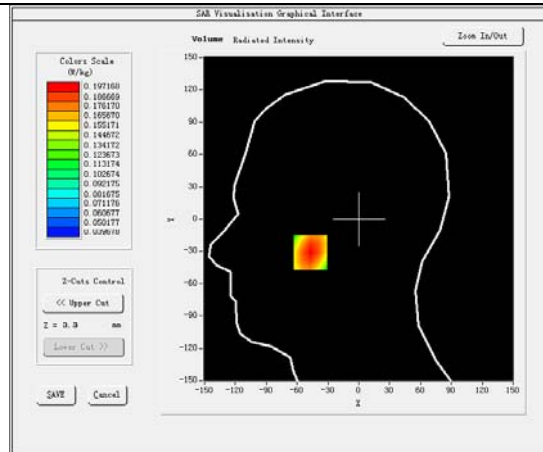 SAR Visualisation Graphical Interface
Volume Radiated Intensity
Zoom In/Out
Colors Scale
(W/kg)
0.197168
0.186669
0.176170
0.165670
0.155171
0.144672
0.134172
0.123673
0.113174
0.102674
0.092175
0.081675
0.071176
0.060677
0.050177
0.039678
Z-Cuts Control
<< Upper Cut
Z = 3.3 mm
Lower Cut >>
SAVE Cancel
150
120
90
60
30
0
-30
-60
-90
-120
-150
Y
-150 -120 -90 -60 -30 0 30 60 90 120 150
X